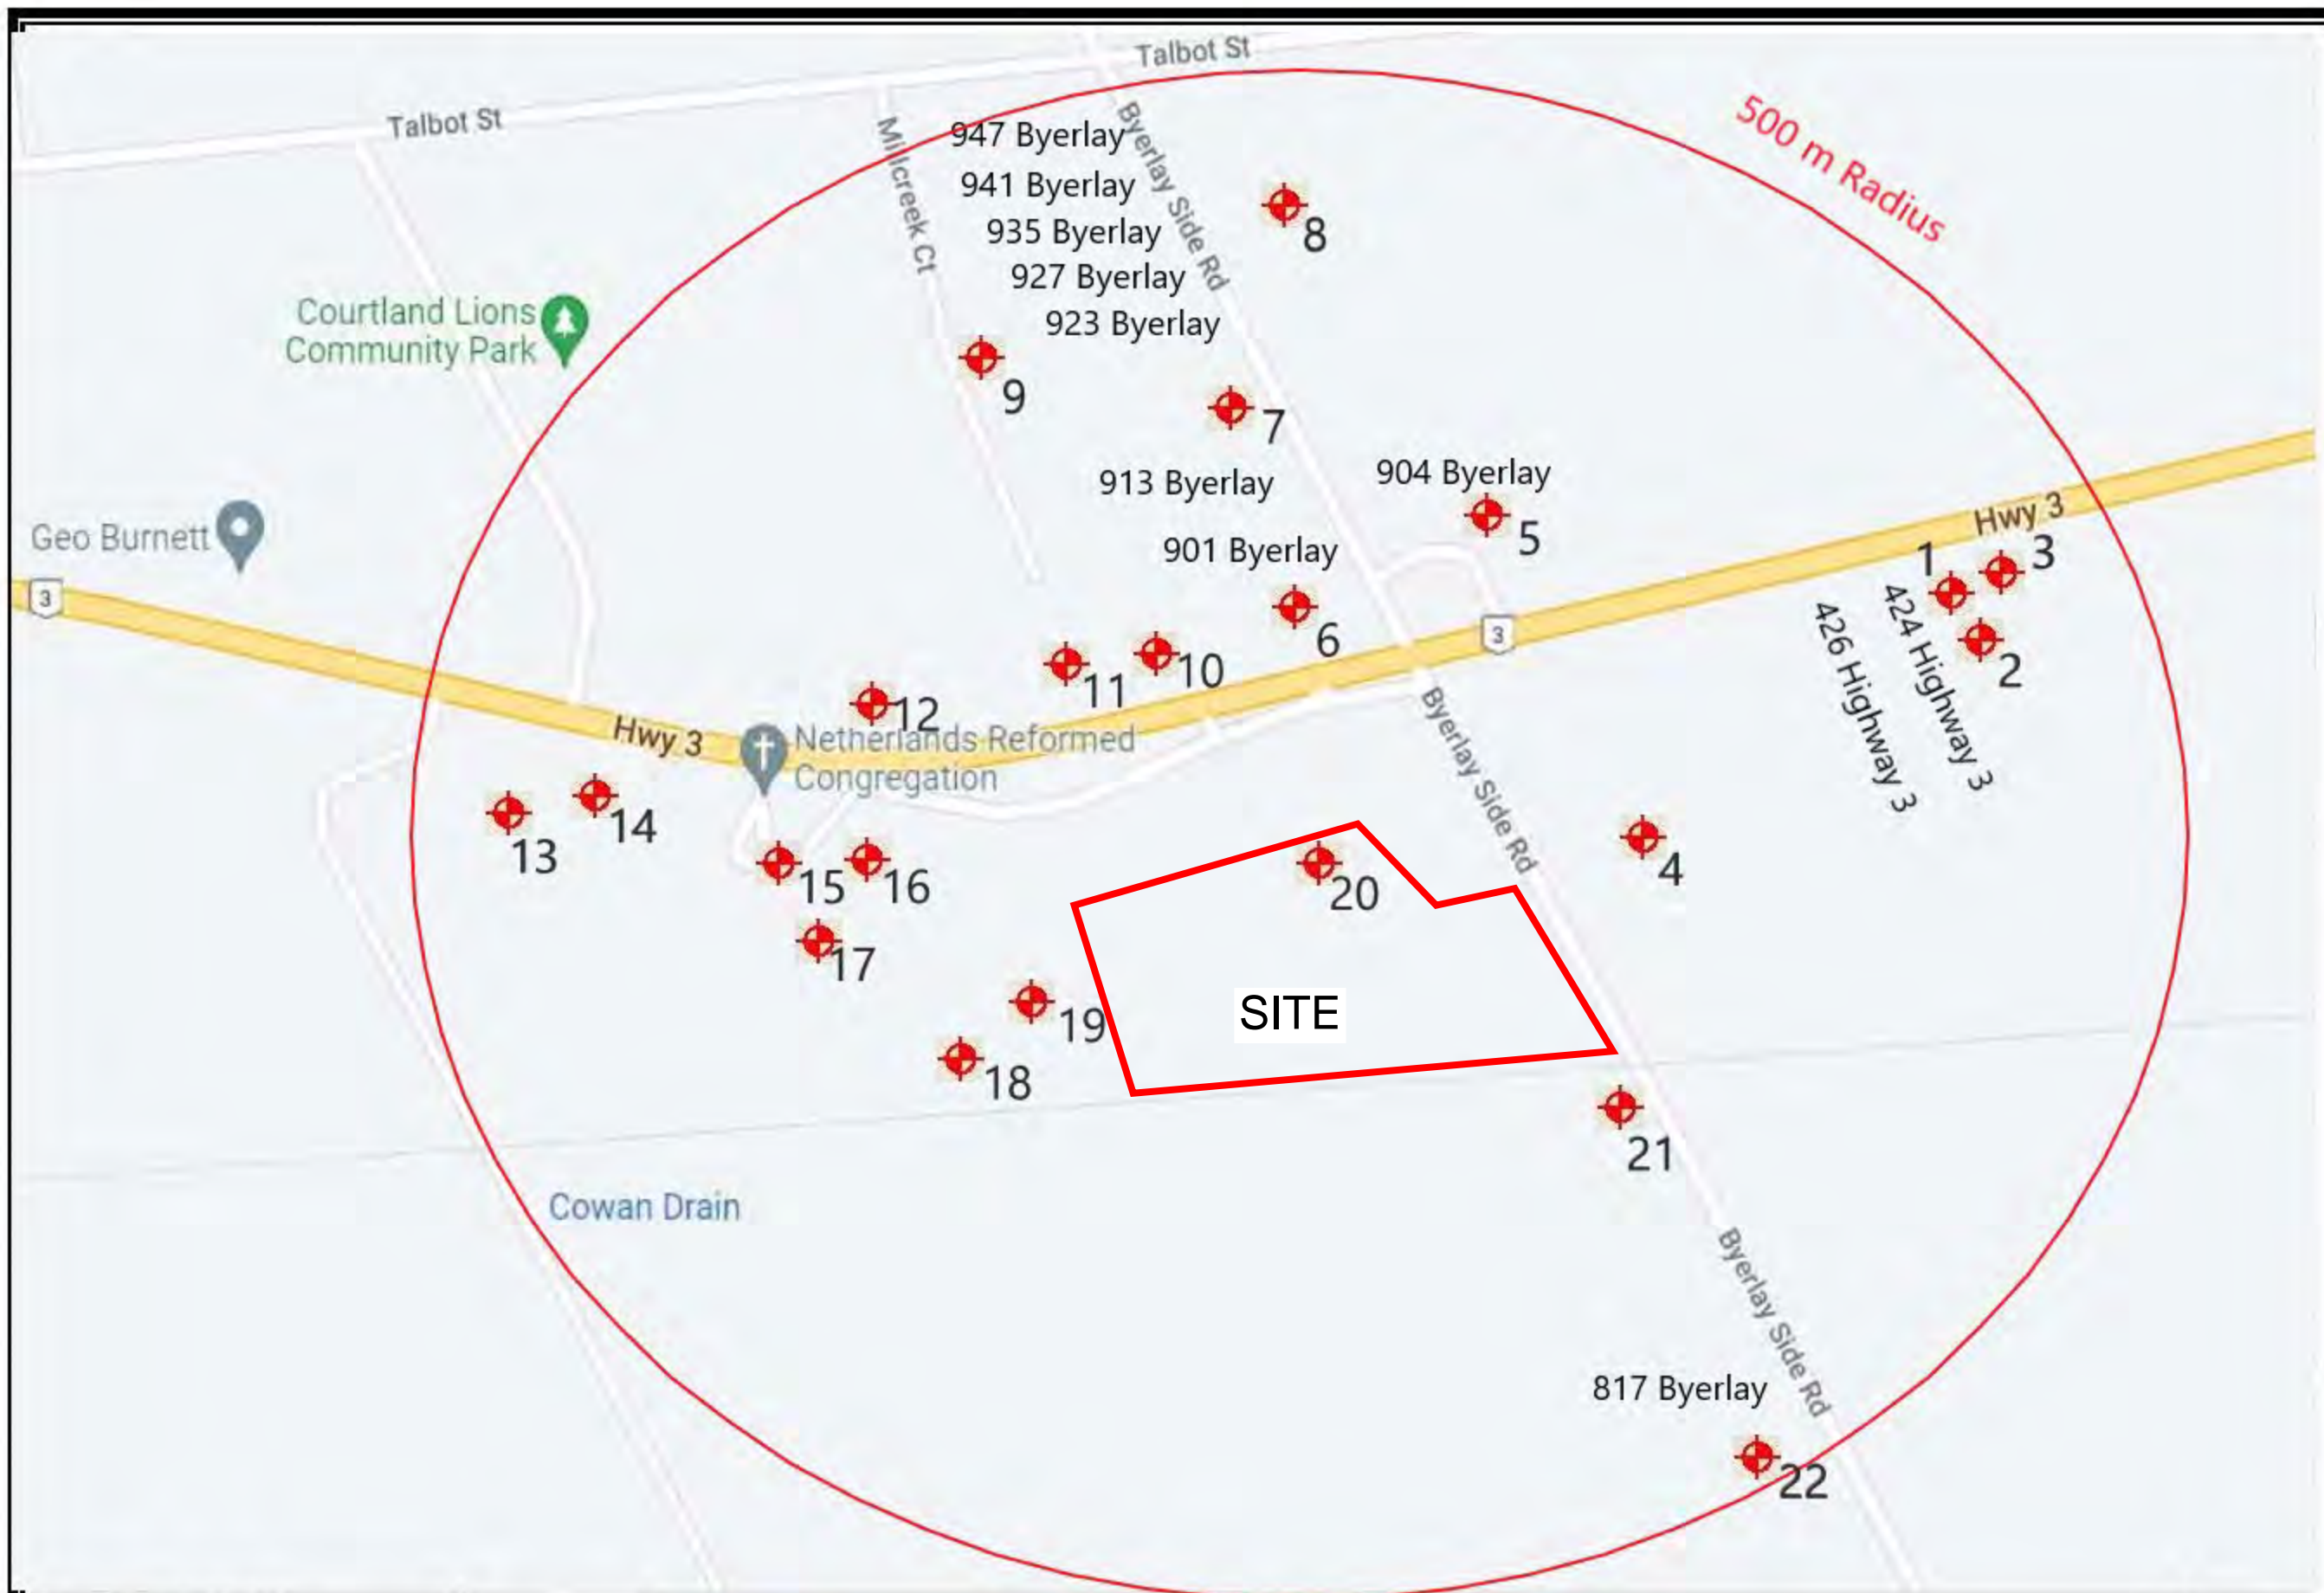 Talbot St
Talbot St
500 m Radius
Millcreek Ct
947 Byerlay
Byerlay Side Rd
941 Byerlay
8
935 Byerlay
927 Byerlay
923 Byerlay
Courtland Lions
Community Park
9
7
904 Byerlay
913 Byerlay
5
Hwy 3
Geo Burnett
901 Byerlay
1
3
3
6
3
10
2
11
424 Highway 3
426 Highway 3
12
Hwy 3
Netherlands Reformed
Congregation
Byerlay Side Rd
14
13
4
15
16
20
17
SITE
19
18
21
Cowan Drain
Byerlay Side Rd
817 Byerlay
22